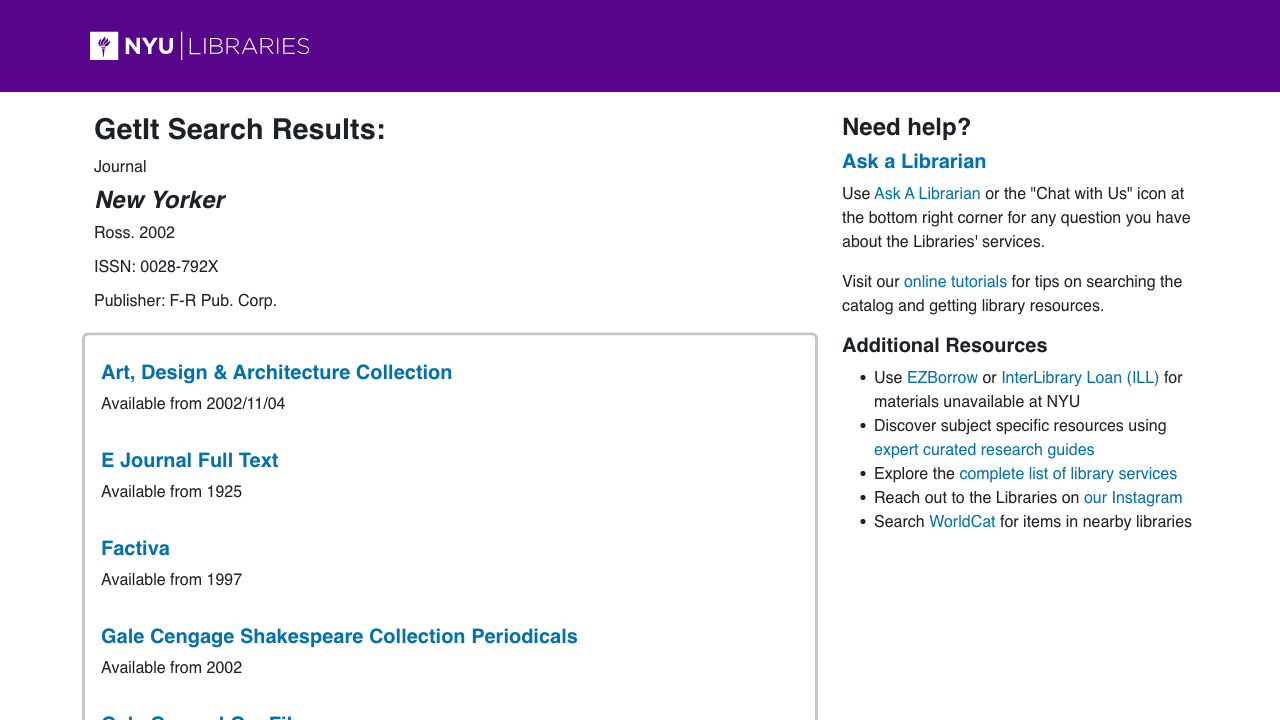 NYU LIBRARIES
GetIt Search Results:
Journal
New Yorker
Ross. 2002
ISSN: 0028-792X
Publisher: F-R Pub. Corp.
Art, Design & Architecture Collection
Available from 2002/11/04
E Journal Full Text
Available from 1925
Factiva
Available from 1997
Gale Cengage Shakespeare Collection Periodicals
Available from 2002
Need help?
Ask a Librarian
Use Ask A Librarian or the "Chat with Us" icon at
the bottom right corner for any question you have
about the Libraries' services.
Visit our online tutorials for tips on searching the
catalog and getting library resources.
Additional Resources
• Use EZBorrow or InterLibrary Loan (ILL) for
materials unavailable at NYU
• Discover subject specific resources using
expert curated research guides
• Explore the complete list of library services
• Reach out to the Libraries on our Instagram
• Search WorldCat for items in nearby libraries